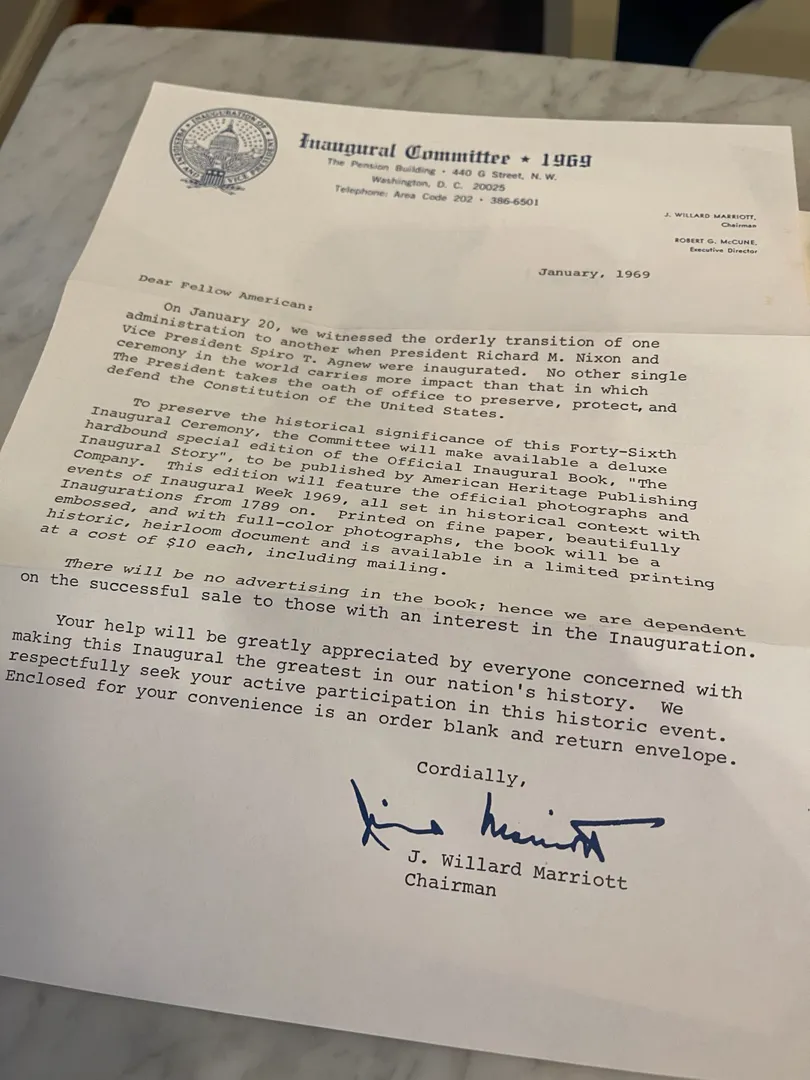 INAUGURATION OF
PRESIDENT AND VICE PRESIDENT
Inaugural Committee ★ 1969
The Pension Building • 440 G Street, N. W.
Washington, D. C. 20025
Telephone: Area Code 202 • 386-6501
J. WILLARD MARRIOTT,
Chairman
ROBERT G. McCUNE,
Executive Director
January, 1969
Dear Fellow American:
On January 20, we witnessed the orderly transition of one
administration to another when President Richard M. Nixon and
Vice President Spiro T. Agnew were inaugurated. No other single
ceremony in the world carries more impact than that in which
The President takes the oath of office to preserve, protect, and
defend the Constitution of the United States.
To preserve the historical significance of this Forty-Sixth
Inaugural Ceremony, the Committee will make available a deluxe
hardbound special edition of the Official Inaugural Book, "The
Inaugural Story", to be published by American Heritage Publishing
Company. This edition will feature the official photographs and
events of Inaugural Week 1969, all set in historical context with
Inaugurations from 1789 on. Printed on fine paper, beautifully
embossed, and with full-color photographs, the book will be a
historic, heirloom document and is available in a limited printing
at a cost of $10 each, including mailing.
There will be no advertising in the book; hence we are dependent
on the successful sale to those with an interest in the Inauguration.
Your help will be greatly appreciated by everyone concerned with
making this Inaugural the greatest in our nation's history. We
respectfully seek your active participation in this historic event.
Enclosed for your convenience is an order blank and return envelope.
Cordially,
J. Willard Marriott
Chairman